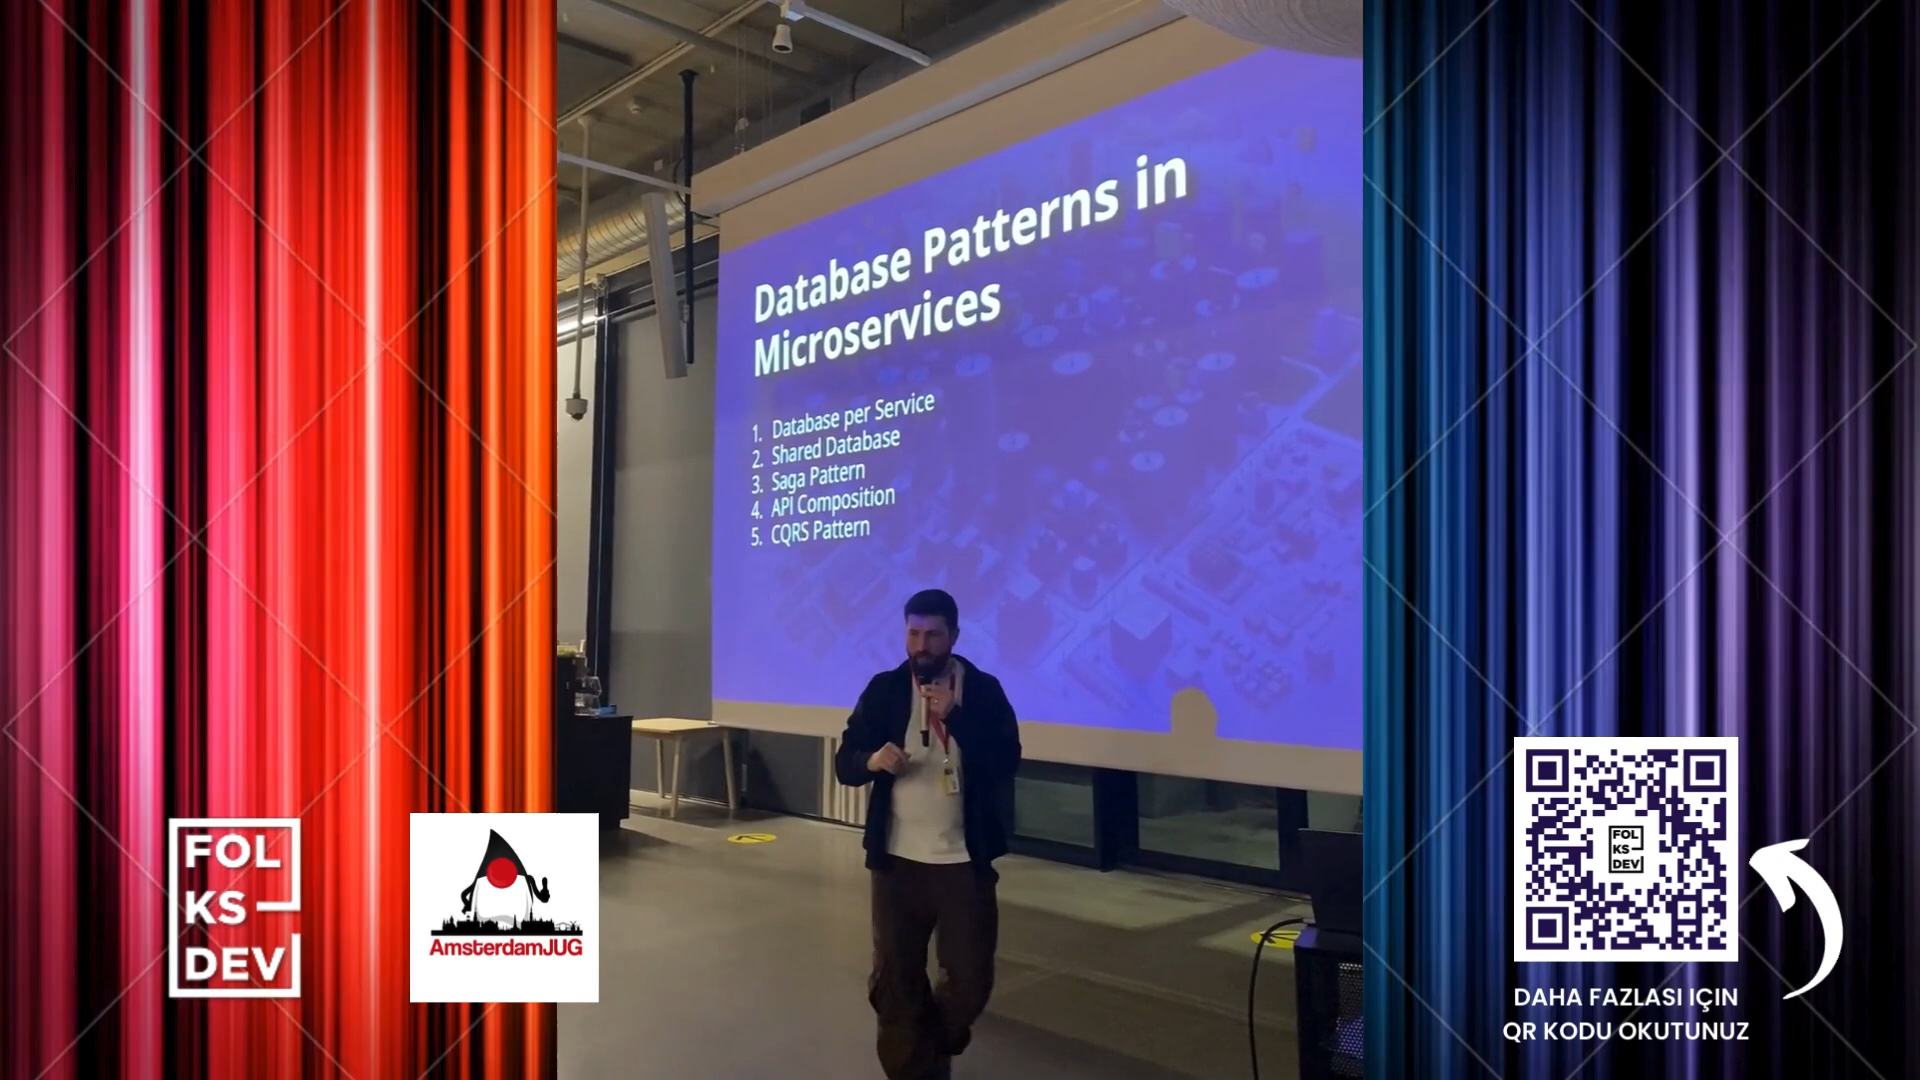 Database Patterns in
Microservices
1. Database per Service
2. Shared Database
3. Saga Pattern
4. API Composition
5. CQRS Pattern
FOL
KS
DEV
AmsterdamJUG
FOL
KS
DEV
DAHA FAZLASI IÇIN
QR KODU OKUTUNUZ